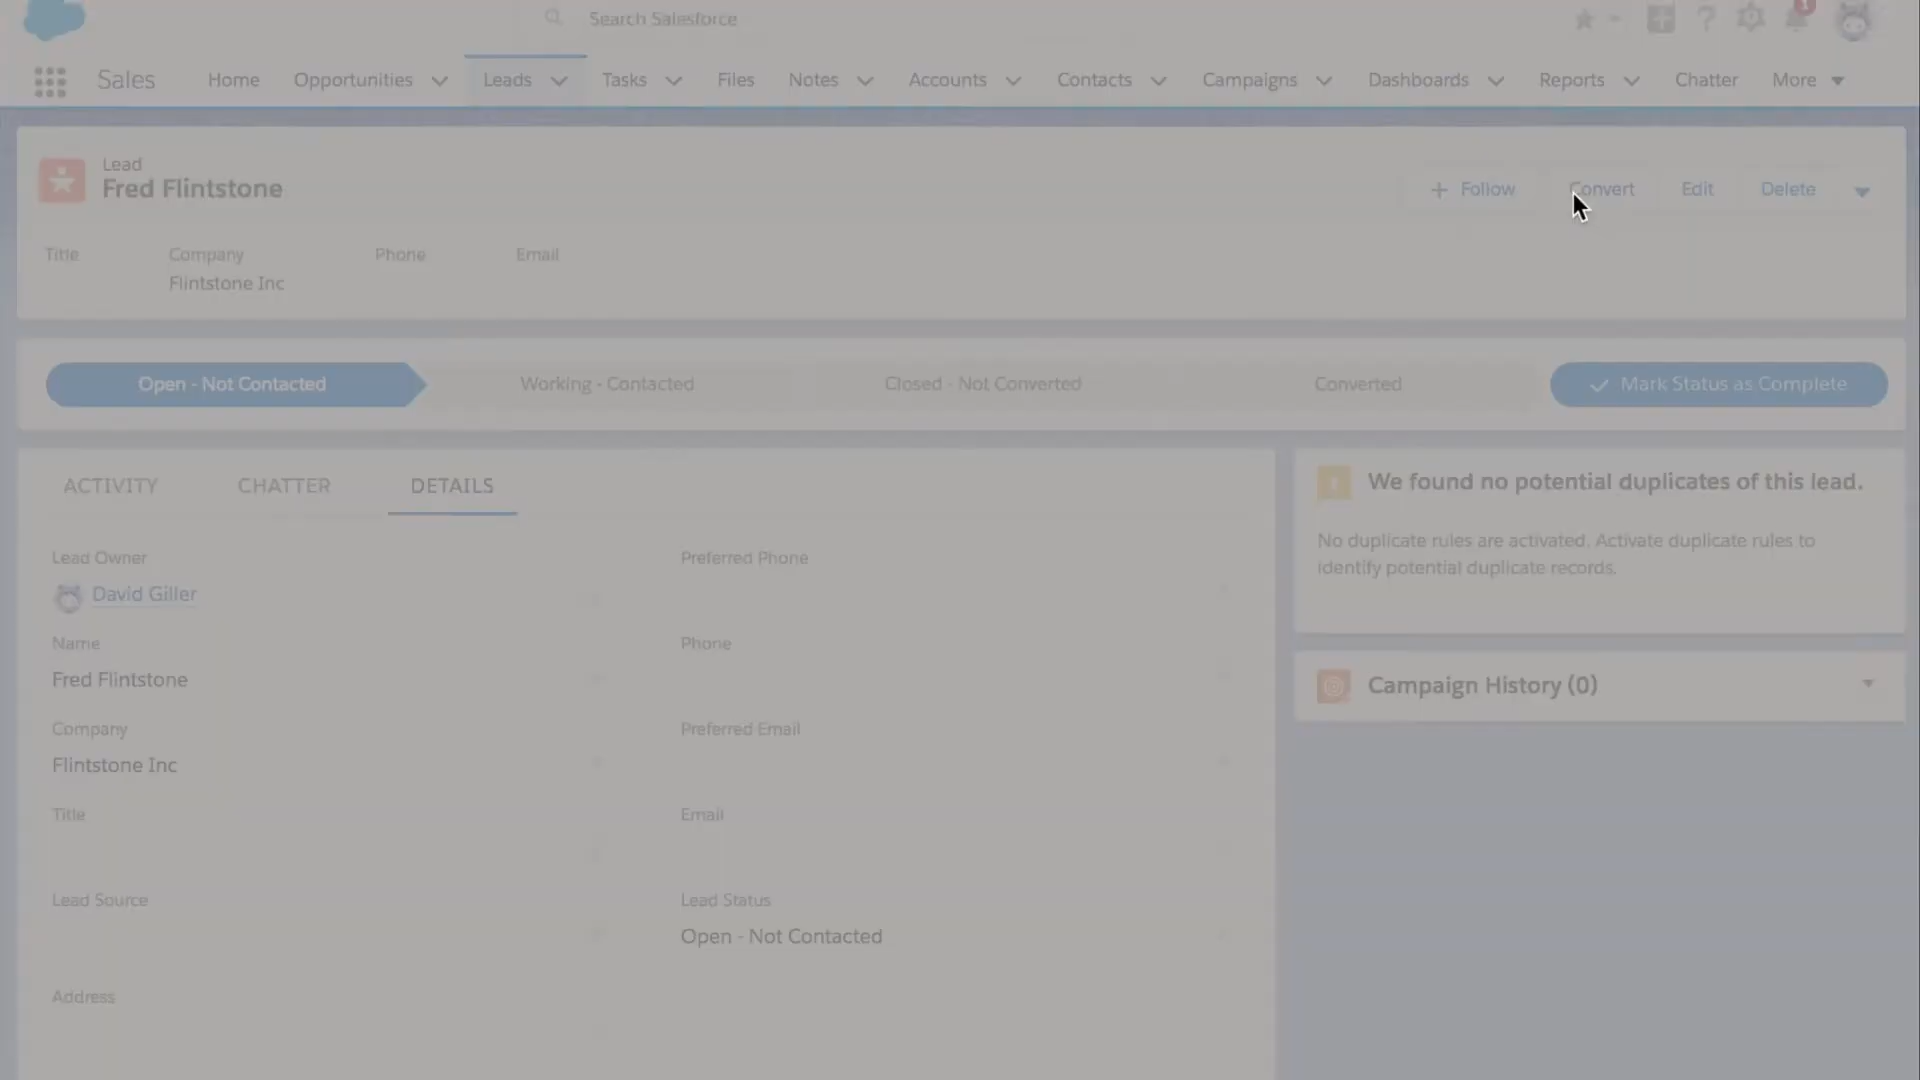 Search Salesforce
1
Sales Home Opportunities Leads Tasks Files Notes Accounts Contacts Campaigns Dashboards Reports Chatter More
Lead
Fred Flintstone
+ Follow Convert Edit Delete
Title Company Phone Email
Flintstone Inc
Open - Not Contacted Working - Contacted Closed - Not Converted Converted Mark Status as Complete
ACTIVITY CHATTER DETAILS
Lead Owner
David Giller
Name
Fred Flintstone
Company
Flintstone Inc
Title
Lead Source
Address
Preferred Phone
Phone
Preferred Email
Email
Lead Status
Open - Not Contacted
We found no potential duplicates of this lead.
No duplicate rules are activated. Activate duplicate rules to
identify potential duplicate records.
Campaign History (0)